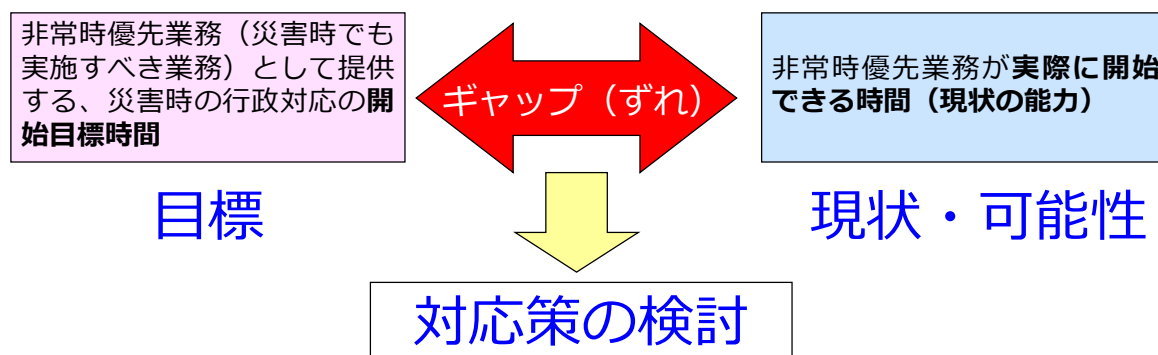 非常時優先業務（災害時でも
実施すべき業務）として提供
する、災害時の行政対応の開
始目標時間
ギャップ（ずれ）
非常時優先業務が実際に開始
できる時間（現状の能力）
目標
現状・可能性
対応策の検討